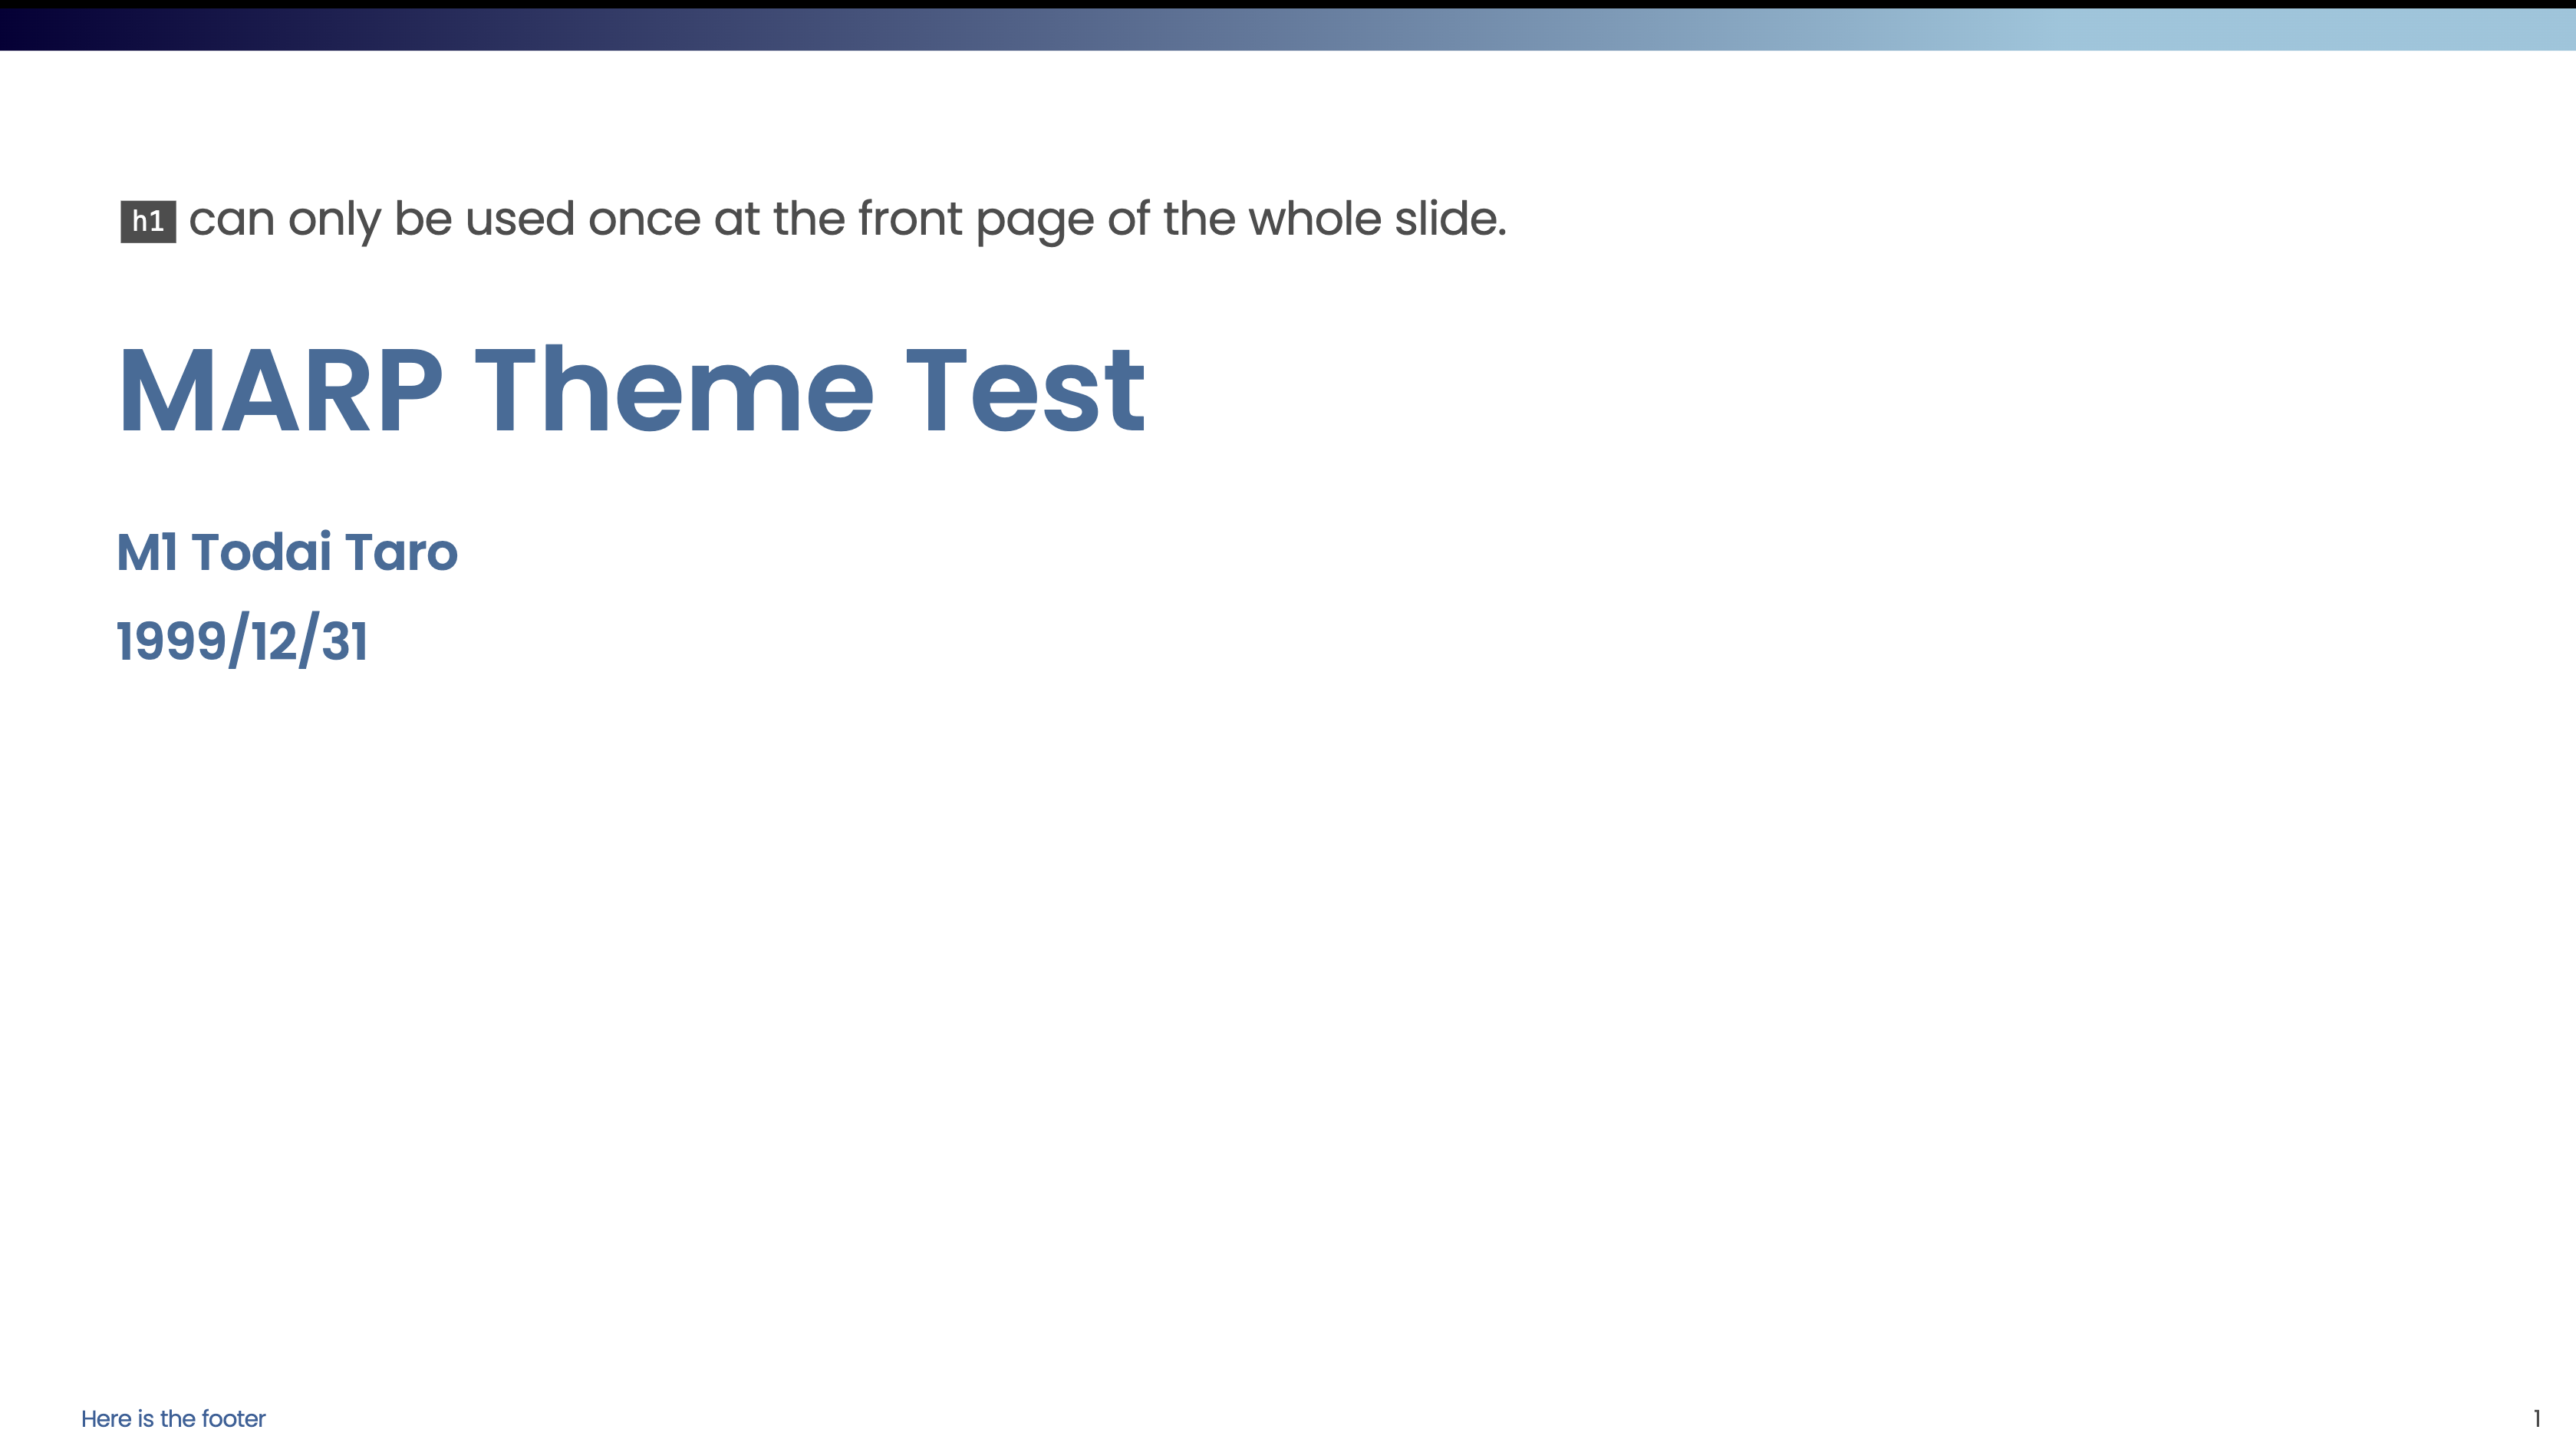 h1 can only be used once at the front page of the whole slide.
MARP Theme Test
M1 Todai Taro
1999/12/31
Here is the footer
1